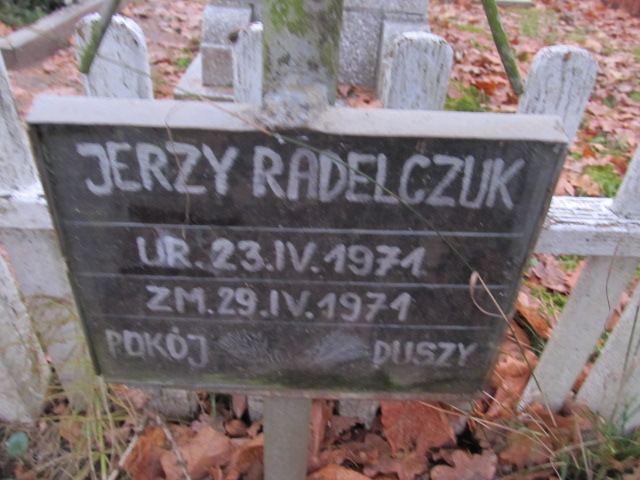 JERZY RADELCZUK
UR. 23.IV.1971
ZM. 29.IV.1971
POKÓJ DUSZY